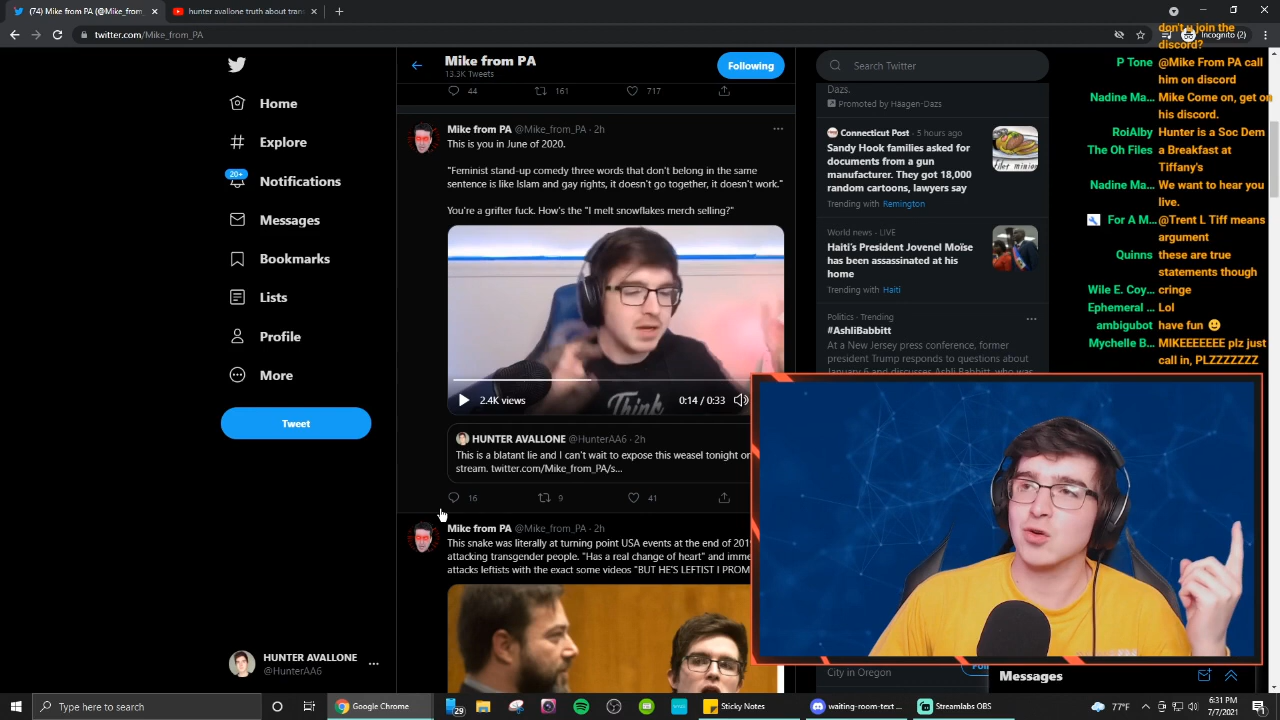 (7) Mike from PA (@Mike_from
hunter avallone truth about tran
twitter.com/Mike_from_PA
Incognito (2)
Home
Explore
20+
Notifications
Messages
Bookmarks
Lists
Profile
More
Tweet
HUNTER AVALLONE
@HunterAA6
Mike from PA
13.3K Tweets
Following
44 161 717
Mike from PA @Mike_from_PA · 2h
This is you in June of 2020.
"Feminist stand-up comedy three words that don't belong in the same
sentence is like Islam and gay rights, it doesn't go together, it doesn't work."
You're a grifter fuck. How's the "I melt snowflakes merch selling?"
Think
2.4K views
0:14 / 0:33
HUNTER AVALLONE @HunterAA6 · 2h
This is a blatant lie and I can't wait to expose this weasel tonight on
stream. twitter.com/Mike_from_PA/s...
16 9 41
Mike from PA @Mike_from_PA · 2h
This snake was literally at turning point USA events at the end of 201
attacking transgender people. "Has a real change of heart" and imme
attacks leftists with the exact some videos "BUT HE'S LEFTIST I PROM
Search Twitter
Dazs.
Promoted by Häagen-Dazs
Connecticut Post · 5 hours ago
Sandy Hook families asked for
documents from a gun
manufacturer. They got 18,000
random cartoons, lawyers say
Trending with Remington
filet minio
World news · LIVE
Haiti's President Jovenel Moïse
has been assassinated at his
home
Trending with Haiti
Politics · Trending
#AshliBabbitt
At a New Jersey press conference, former
president Trump responds to questions about
January 6 and discusses Ashli Babbitt, who was
City in Oregon
Messages
don't u join the
discord?
P Tone @Mike From PA call
him on discord
Nadine Ma... Mike Come on, get on
his discord.
RoiAlby Hunter is a Soc Dem
The Oh Files a Breakfast at
Tiffany's
Nadine Ma... We want to hear you
live.
For A M... @Trent L Tiff means
argument
Quinns these are true
statements though
Wile E. Coy... cringe
Ephemeral ... Lol
ambigubot have fun
Mychelle B... MIKEEEEEEE plz just
call in, PLZZZZZZZ
Type here to search
Google Chrome
29
Sticky Notes
waiting-room-text ...
Streamlabs OBS
77°F
6:31 PM
7/7/2021